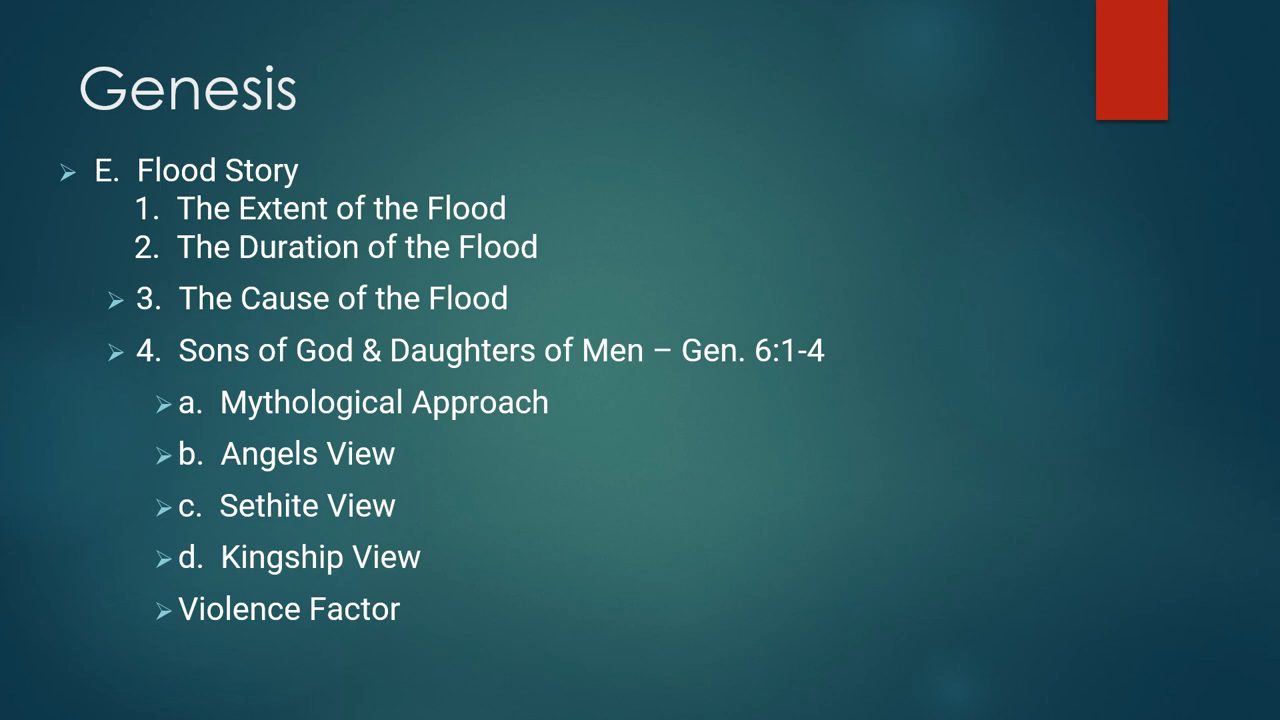 Genesis
E. Flood Story
1. The Extent of the Flood
2. The Duration of the Flood
3. The Cause of the Flood
4. Sons of God & Daughters of Men – Gen. 6:1-4
a. Mythological Approach
b. Angels View
c. Sethite View
d. Kingship View
Violence Factor